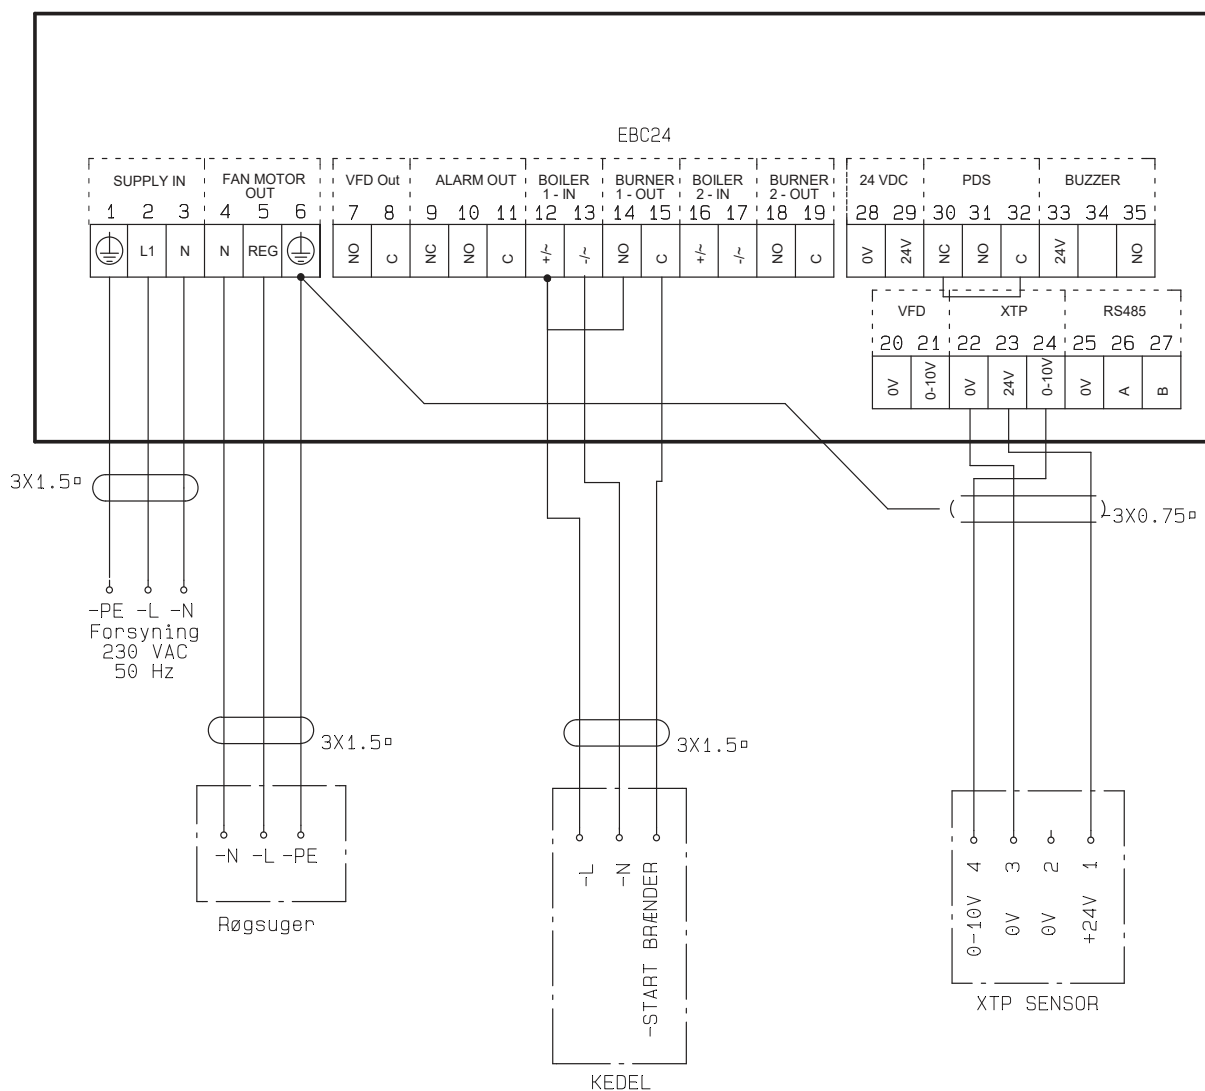 EBC24
SUPPLY IN
FAN MOTOR
OUT
VFD Out
ALARM OUT
BOILER
1 - IN
BURNER
1 - OUT
BOILER
2 - IN
BURNER
2 - OUT
24 VDC
PDS
BUZZER
1 2 3 4 5 6 7 8 9 10 11 12 13 14 15 16 17 18 19 28 29 30 31 32 33 34 35
L1 N N REG NO C NC NO C +/~ -/~ NO C +/~ -/~ NO C 0V 24V NC NO C 24V NO
VFD
XTP
RS485
20 21 22 23 24 25 26 27
0V 0-10V 0V 24V 0-10V 0V A B
3X1.5¤
-3X0.75¤
-PE -L -N
Forsyning
230 VAC
50 Hz
3X1.5¤
3X1.5¤
-N -L -PE
Røgsuger
-L
-N
-START BRÆNDER
KEDEL
4 3 2 1
0-10V 0V 0V +24V
XTP SENSOR